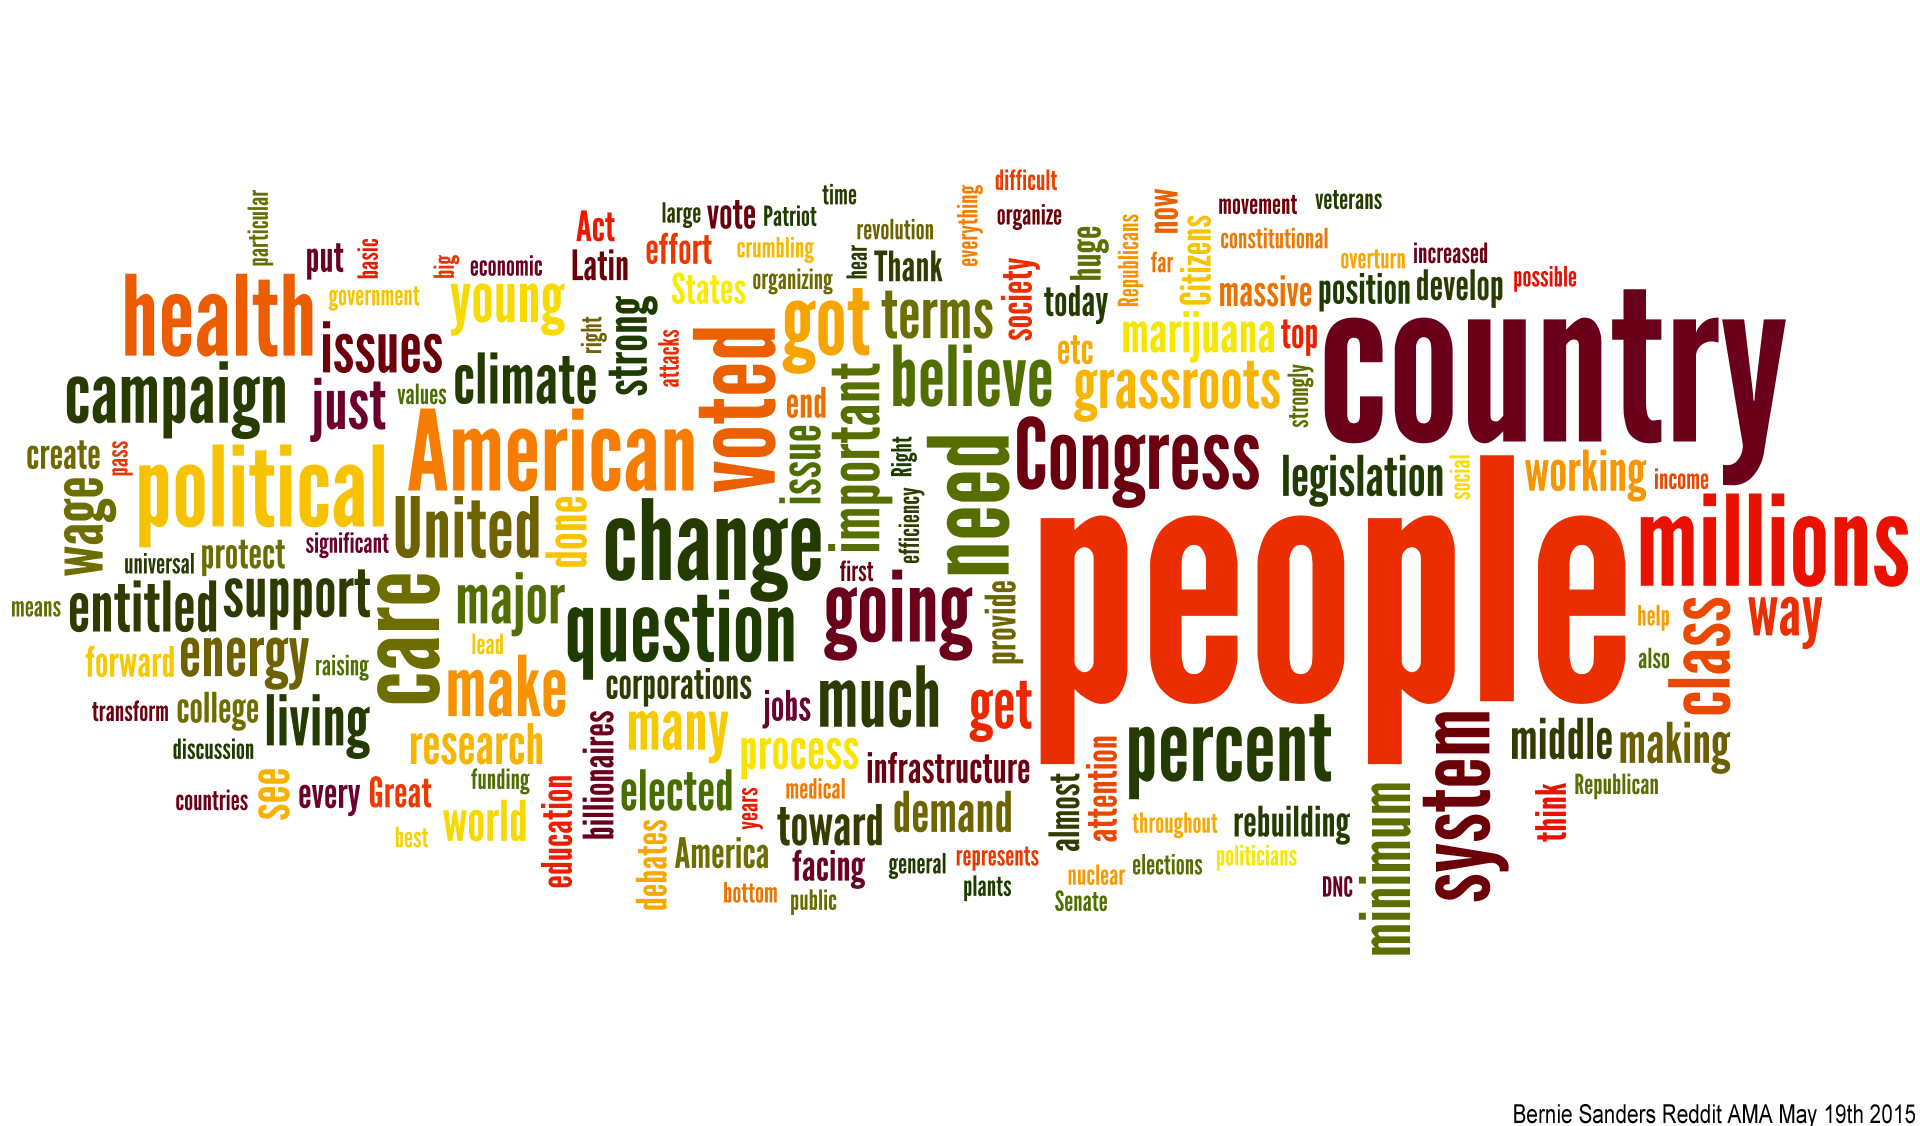 difficult
time
particular
everything
now
veterans
large
vote
Patriot
movement
organize
Act
revolution
huge
Republicans
Citizens
constitutional
put
basic
effort
crumbling
hear
Thank
far
overturn
increased
big
economic
Latin
society
organizing
possible
government
young
States
today
massive
position
develop
health
right
strong
got
terms
marijuana
top
country
issues
attacks
voted
etc
campaign
just
values
climate
end
important
believe
grassroots
strongly
American
issue
Right
need
Congress
create
pass
political
legislation
social
working
income
wage
United
done
change
efficiency
people
millions
universal
protect
significant
first
means
entitled
support
care
major
question
going
provide
help
class
way
forward
energy
raising
lead
also
make
corporations
much
get
transform
college
living
jobs
discussion
research
billionaires
many
process
infrastructure
attention
percent
system
middle
making
countries
see
every
Great
funding
education
elected
years
medical
demand
almost
minimum
think
Republican
best
world
debates
America
toward
throughout
rebuilding
facing
general
represents
nuclear
elections
politicians
bottom
public
plants
Senate
DNC
Bernie Sanders Reddit AMA May 19th 2015